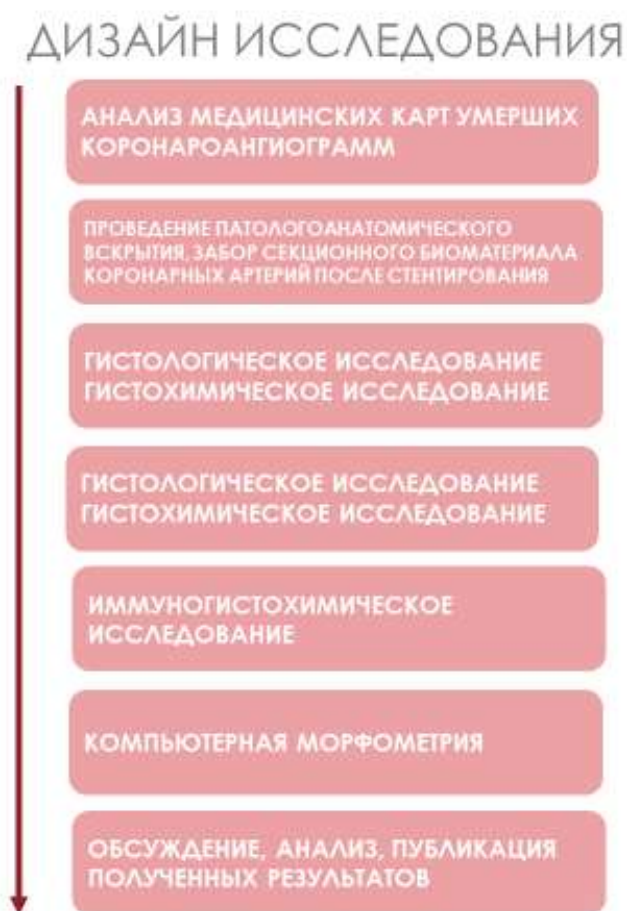 ДИЗАЙН ИССЛЕДОВАНИЯ
АНАЛИЗ МЕДИЦИНСКИХ КАРТ УМЕРШИХ
КОРОНАРОАНГИОГРАММ
ПРОВЕДЕНИЕ ПАТОЛОГОАНАТОМИЧЕСКОГО
ВСКРЫТИЯ, ЗАБОР СЕКЦИОННОГО БИОМАТЕРИАЛА
КОРОНАРНЫХ АРТЕРИЙ ПОСЛЕ СТЕНТИРОВАНИЯ
ГИСТОЛОГИЧЕСКОЕ ИССЛЕДОВАНИЕ
ГИСТОХИМИЧЕСКОЕ ИССЛЕДОВАНИЕ
ГИСТОЛОГИЧЕСКОЕ ИССЛЕДОВАНИЕ
ГИСТОХИМИЧЕСКОЕ ИССЛЕДОВАНИЕ
ИММУНОГИСТОХИМИЧЕСКОЕ
ИССЛЕДОВАНИЕ
КОМПЬЮТЕРНАЯ МОРФОМЕТРИЯ
ОБСУЖДЕНИЕ, АНАЛИЗ, ПУБЛИКАЦИЯ
ПОЛУЧЕННЫХ РЕЗУЛЬТАТОВ